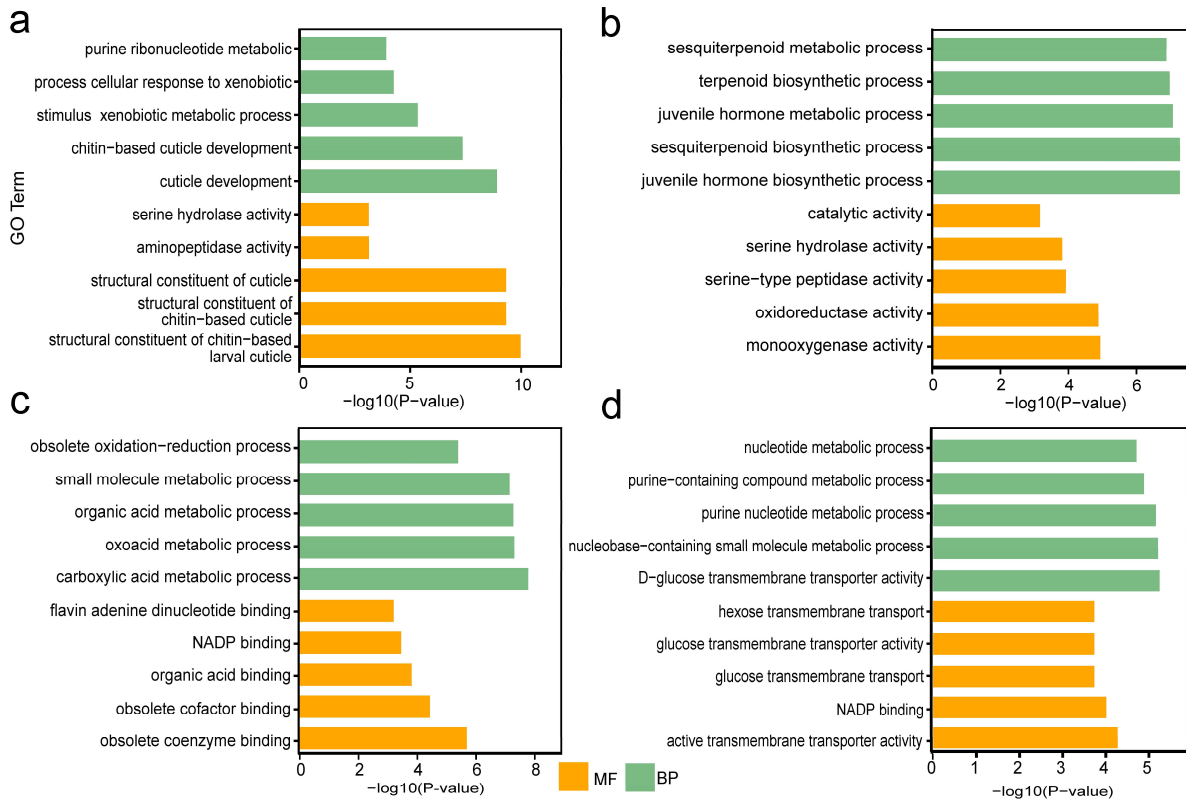 a
GO Term
purine ribonucleotide metabolic
process cellular response to xenobiotic
stimulus xenobiotic metabolic process
chitin-based cuticle development
cuticle development
serine hydrolase activity
aminopeptidase activity
structural constituent of cuticle
structural constituent of
chitin-based cuticle
structural constituent of chitin-based
larval cuticle
0 5 10
−log10(P−value)
b
sesquiterpenoid metabolic process
terpenoid biosynthetic process
juvenile hormone metabolic process
sesquiterpenoid biosynthetic process
juvenile hormone biosynthetic process
catalytic activity
serine hydrolase activity
serine−type peptidase activity
oxidoreductase activity
monooxygenase activity
0 2 4 6
−log10(P−value)
c
obsolete oxidation−reduction process
small molecule metabolic process
organic acid metabolic process
oxoacid metabolic process
carboxylic acid metabolic process
flavin adenine dinucleotide binding
NADP binding
organic acid binding
obsolete cofactor binding
obsolete coenzyme binding
0 2 4 6 8
−log10(P-value)
d
nucleotide metabolic process
purine−containing compound metabolic process
purine nucleotide metabolic process
nucleobase−containing small molecule metabolic process
D−glucose transmembrane transporter activity
hexose transmembrane transport
glucose transmembrane transporter activity
glucose transmembrane transport
NADP binding
active transmembrane transporter activity
0 1 2 3 4 5
−log10(P−value)
MF BP